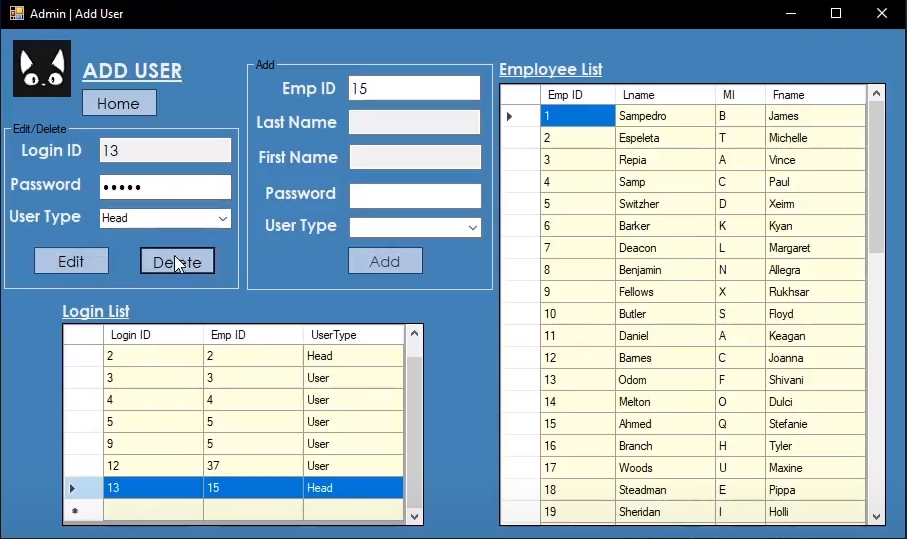 Admin | Add User
ADD USER
Home
Edit/Delete
Login ID 13
Password •••••
User Type Head
Edit Delete
Add
Emp ID 15
Last Name
First Name
Password
User Type
Add
Login List
Login ID Emp ID UserType
2 2 Head
3 3 User
4 4 User
5 5 User
9 5 User
12 37 User
13 15 Head
Employee List
Emp ID Lname MI Fname
1 Sampedro B James
2 Espeleta T Michelle
3 Repia A Vince
4 Samp C Paul
5 Switzher D Xeirm
6 Barker K Kyan
7 Deacon L Margaret
8 Benjamin N Allegra
9 Fellows X Rukhsar
10 Butler S Floyd
11 Daniel A Keagan
12 Barnes C Joanna
13 Odom F Shivani
14 Melton O Dulci
15 Ahmed Q Stefanie
16 Branch H Tyler
17 Woods U Maxine
18 Steadman E Pippa
19 Sheridan I Holli